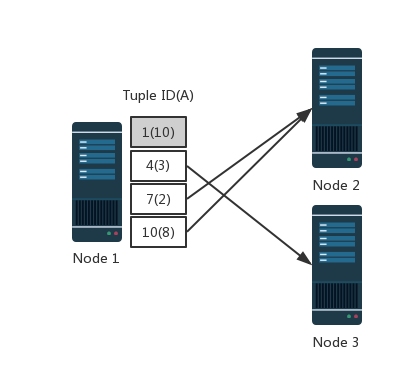 Tuple ID(A)
1(10)
4(3)
7(2)
10(8)
Node 1
Node 2
Node 3